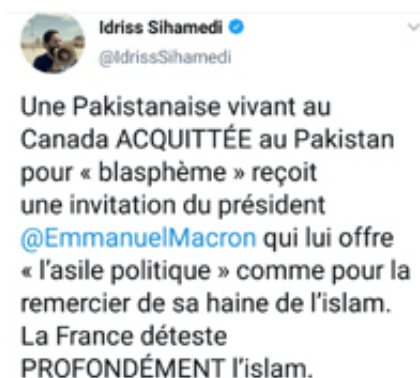 Idriss Sihamedi
@IdrissSihamedi
Une Pakistanaise vivant au
Canada ACQUITTÉE au Pakistan
pour « blasphème » reçoit
une invitation du président
@EmmanuelMacron qui lui offre
« l'asile politique » comme pour la
remercier de sa haine de l'islam.
La France déteste
PROFONDÉMENT l'islam.